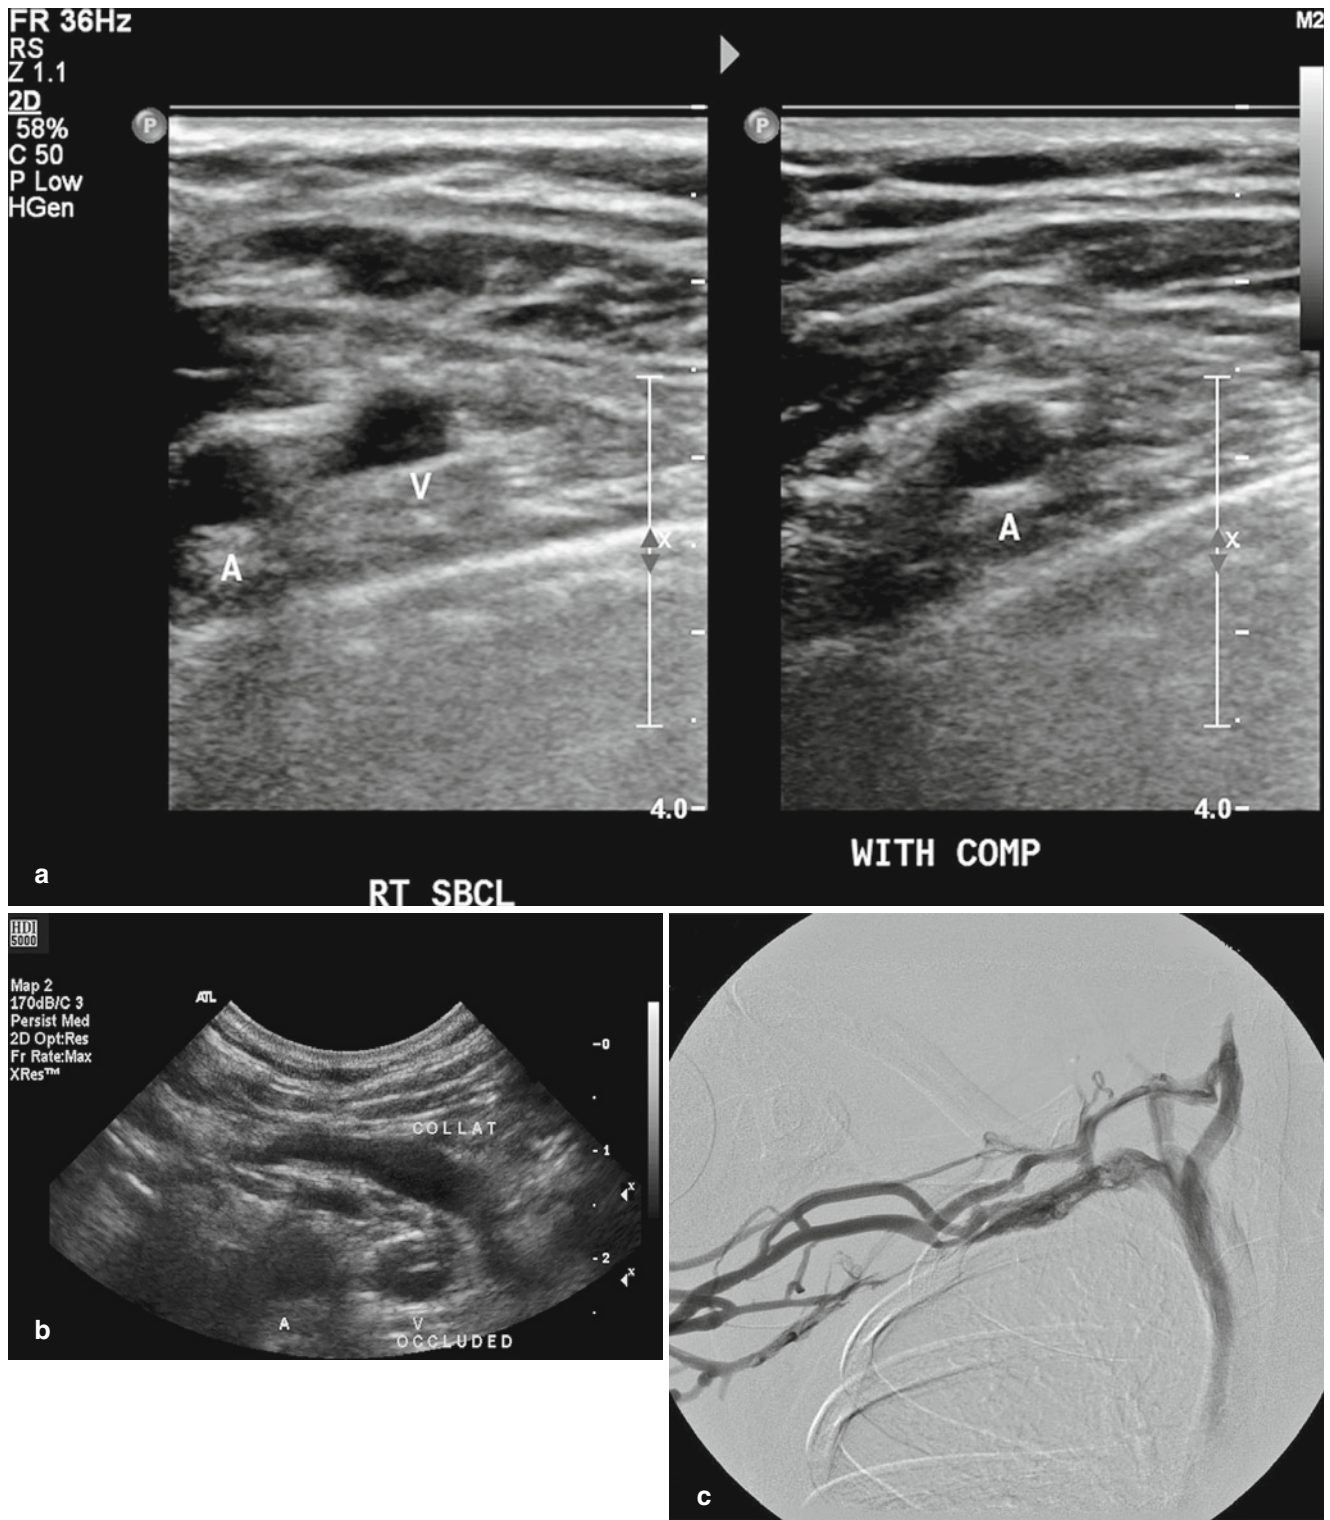 FR 36Hz
RS
Z 1.1
2D
58%
C 50
P Low
HGen
M2
P
P
V
A
A
x
x
4.0
4.0
WITH COMP
RT SBCL
a
HDI
5000
Map 2
170dB/C 3
Persist Med
2D Opt:Res
Fr Rate:Max
XRes™
ATL
COLLAT
-0
-1
x
-2
x
A
V
OCCLUDED
b
c